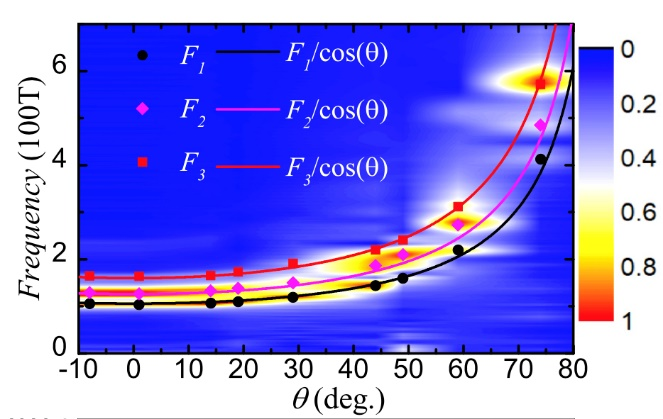 F1 F1/cos(θ)
F2 F2/cos(θ)
F3 F3/cos(θ)
Frequency (100T)
6
4
2
0
-10 0 10 20 30 40 50 60 70 80
θ (deg.)
0
0.2
0.4
0.6
0.8
1